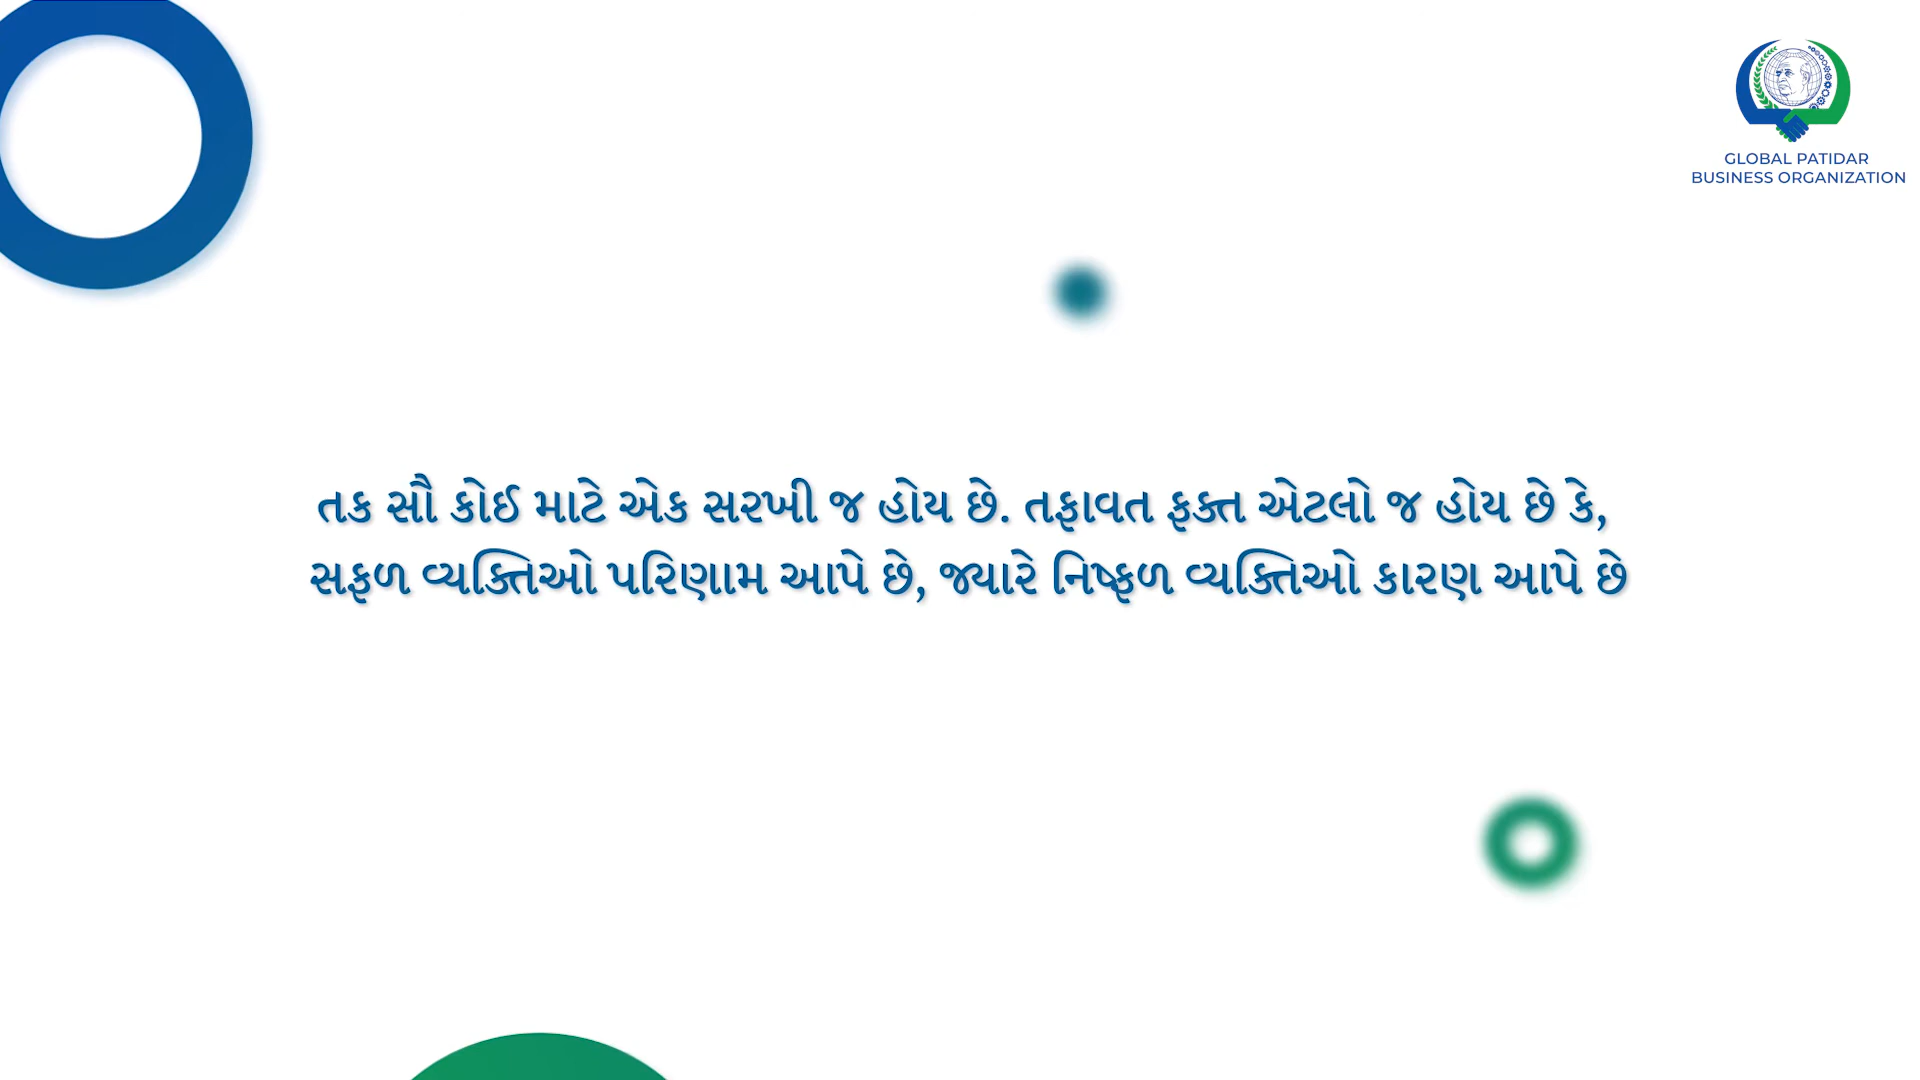 GLOBAL PATIDAR
BUSINESS ORGANIZATION
તક સૌ કોઈ માટે એક સરખી જ હોય છે. તફાવત ફક્ત એટલો જ હોય છે કે,
સફળ વ્યક્તિઓ પરિણામ આપે છે, જ્યારે નિષ્ફળ વ્યક્તિઓ કારણ આપે છે